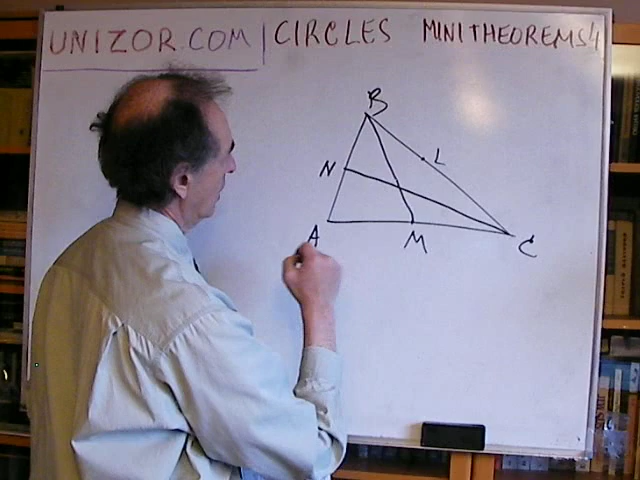 UNIZOR.COM | CIRCLES MINITHEOREMS4
B
N L
A M C